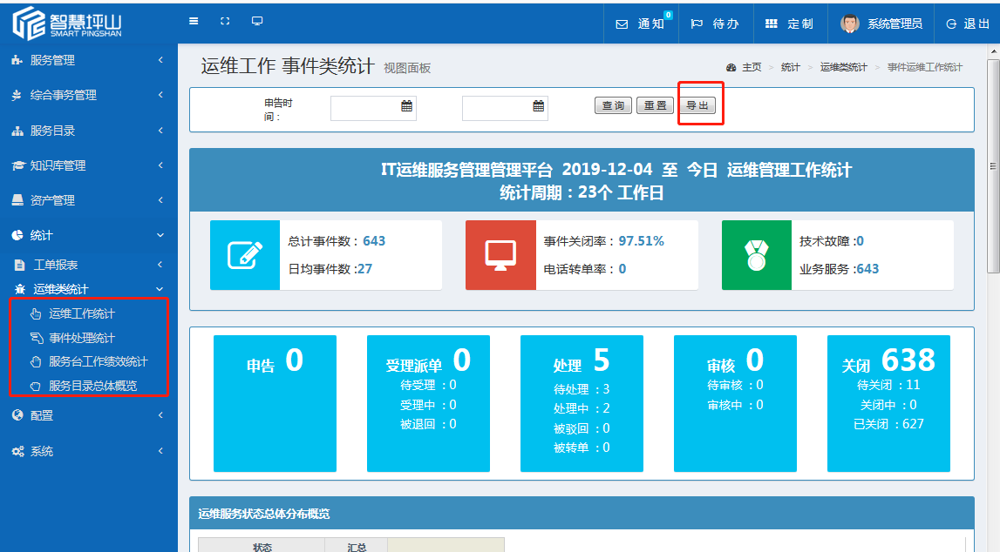 智慧坪山
SMART PINGSHAN
通知 0
待办
定制
系统管理员
退出
服务管理
综合事务管理
服务目录
知识库管理
资产管理
统计
工单报表
运维类统计
运维工作统计
事件处理统计
服务台工作绩效统计
服务目录总体概览
配置
系统
运维工作 事件类统计 视图面板
主页 > 统计 > 运维类统计 > 事件运维工作统计
申告时
间：
查询 重置 导出
IT运维服务管理管理平台 2019-12-04 至 今日 运维管理工作统计
统计周期：23个 工作日
总计事件数：643
日均事件数:27
事件关闭率：97.51%
电话转单率：0
技术故障:0
业务服务:643
申告 0
受理派单 0
待受理 ：0
受理中 ：0
被退回 ：0
处理 5
待处理 ：3
处理中 ：2
被驳回 ：0
被转单 ：0
审核 0
待审核 ：0
审核中 ：0
关闭 638
待关闭 ：11
关闭中 ：0
已关闭 ：627
运维服务状态总体分布概览
状态 汇总